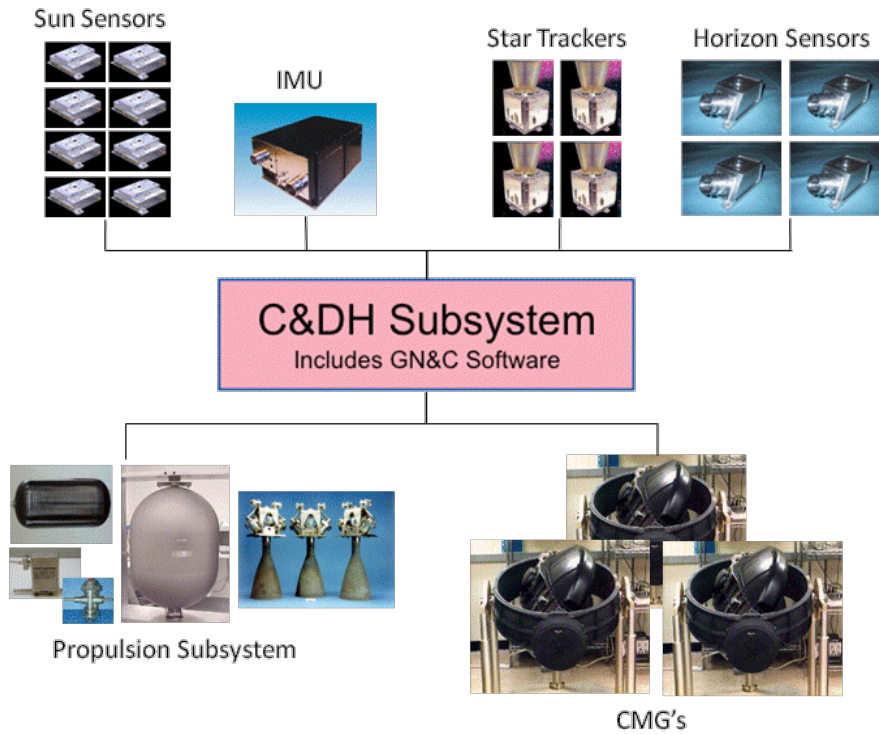 Sun Sensors
IMU
Star Trackers
Horizon Sensors
C&DH Subsystem
Includes GN&C Software
Propulsion Subsystem
CMG's